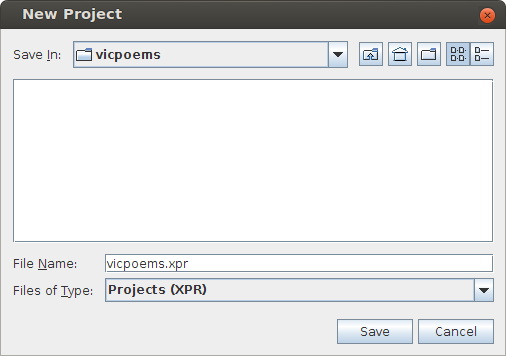 New Project
Save In: vicpoems
File Name: vicpoems.xpr
Files of Type: Projects (XPR)
Save Cancel